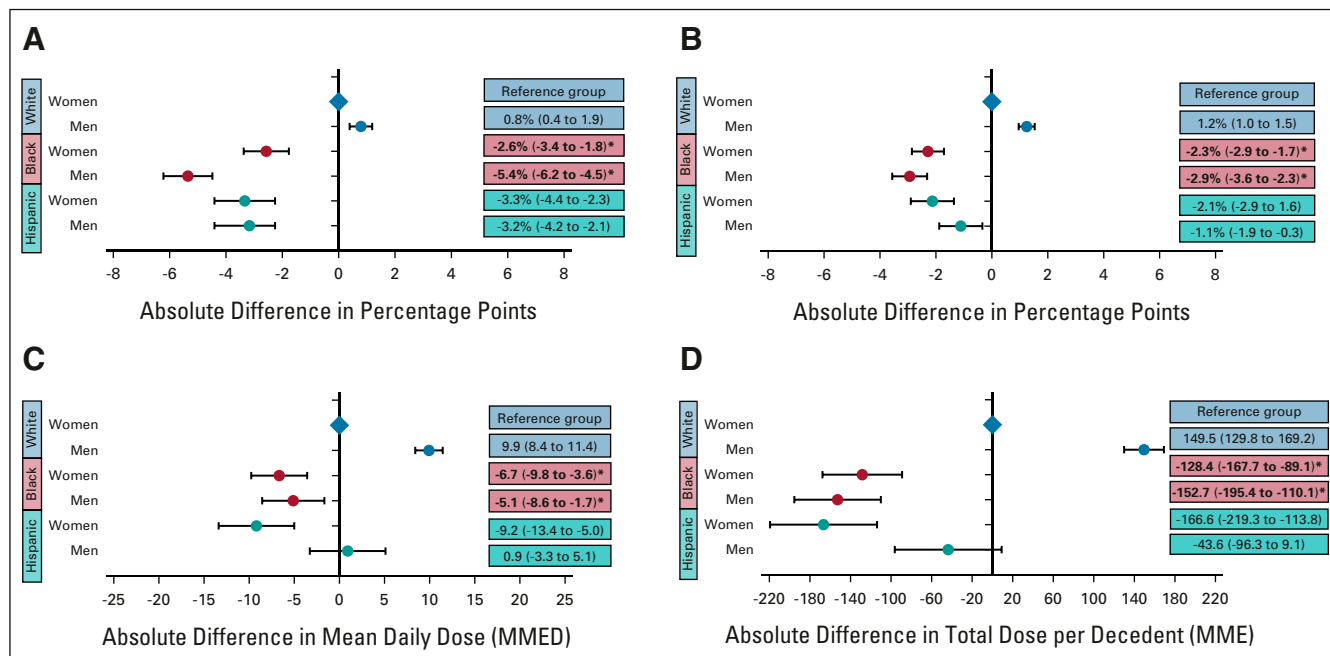 A
White
Black
Hispanic
Women
Men
Women
Men
Women
Men
Reference group
0.8% (0.4 to 1.9)
-2.6% (-3.4 to -1.8)*
-5.4% (-6.2 to -4.5)*
-3.3% (-4.4 to -2.3)
-3.2% (-4.2 to -2.1)
-8 -6 -4 -2 0 2 4 6 8
Absolute Difference in Percentage Points
B
White
Black
Hispanic
Women
Men
Women
Men
Women
Men
Reference group
1.2% (1.0 to 1.5)
-2.3% (-2.9 to -1.7)*
-2.9% (-3.6 to -2.3)*
-2.1% (-2.9 to 1.6)
-1.1% (-1.9 to -0.3)
-8 -6 -4 -2 0 2 4 6 8
Absolute Difference in Percentage Points
C
White
Black
Hispanic
Women
Men
Women
Men
Women
Men
Reference group
9.9 (8.4 to 11.4)
-6.7 (-9.8 to -3.6)*
-5.1 (-8.6 to -1.7)*
-9.2 (-13.4 to -5.0)
0.9 (-3.3 to 5.1)
-25 -20 -15 -10 -5 0 5 10 15 20 25
Absolute Difference in Mean Daily Dose (MMED)
D
White
Black
Hispanic
Women
Men
Women
Men
Women
Men
Reference group
149.5 (129.8 to 169.2)
-128.4 (-167.7 to -89.1)*
-152.7 (-195.4 to -110.1)*
-166.6 (-219.3 to -113.8)
-43.6 (-96.3 to 9.1)
-220 -180 -140 -100 -60 -20 20 60 100 140 180 220
Absolute Difference in Total Dose per Decedent (MME)